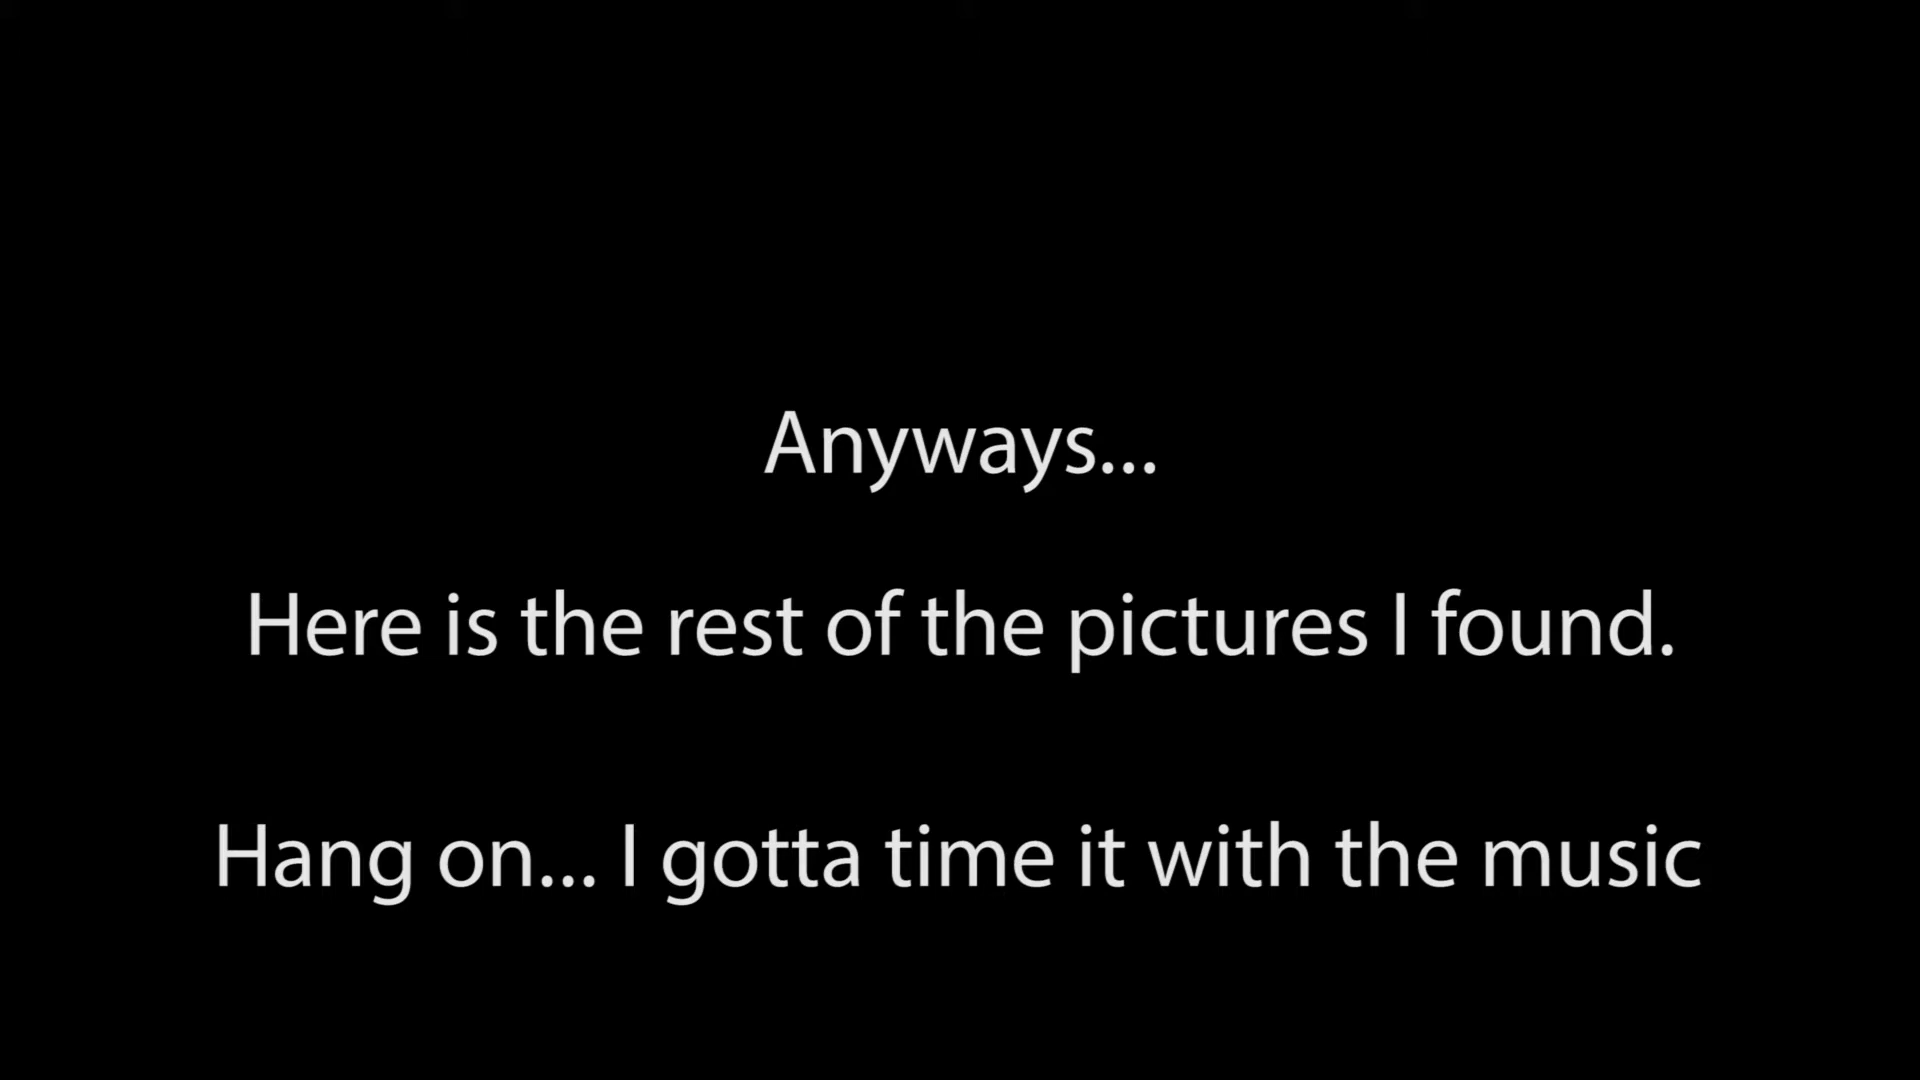 Anyways...
Here is the rest of the pictures I found.
Hang on... I gotta time it with the music